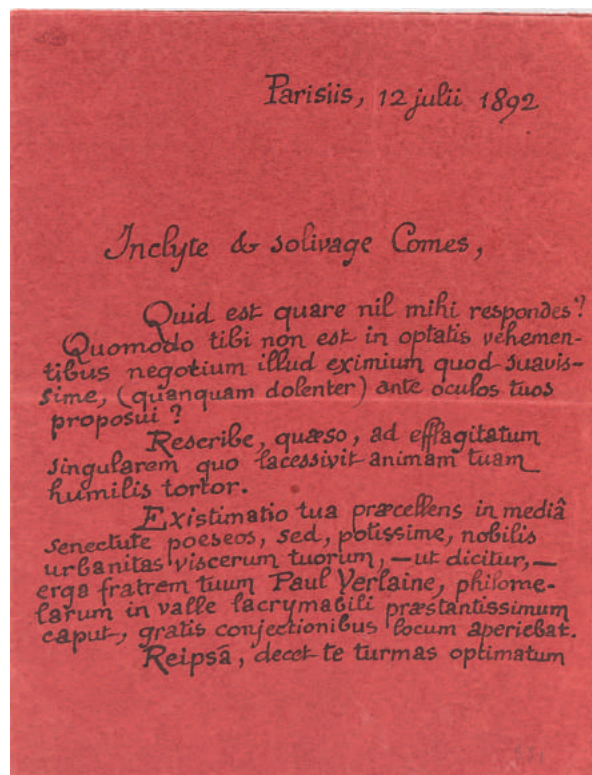 Parisiis, 12 julii 1892
Inclyte & solivage Comes,
Quid est quare nil mihi respondes?
Quomodo tibi non est in optatis vehemen-
tibus negotium illud eximium quod suavis-
sime, (quanquam dolenter) ante oculos tuos
proposui?
Rescribe, quæso, ad efflagitatum
singularem quo lacessivit animam tuam
humilis tortor.
Existimatio tua præcellens in mediâ
senectute poeseos, sed, potissime, nobilis
urbanitas viscerum tuorum, — ut dicitur, —
erga fratrem tuum Paul Verlaine, philome-
larum in valle lacrymabili præstantissimum
caput, gratis conjectionibus locum aperiebat.
Reipsâ, decet te turmas optimatum